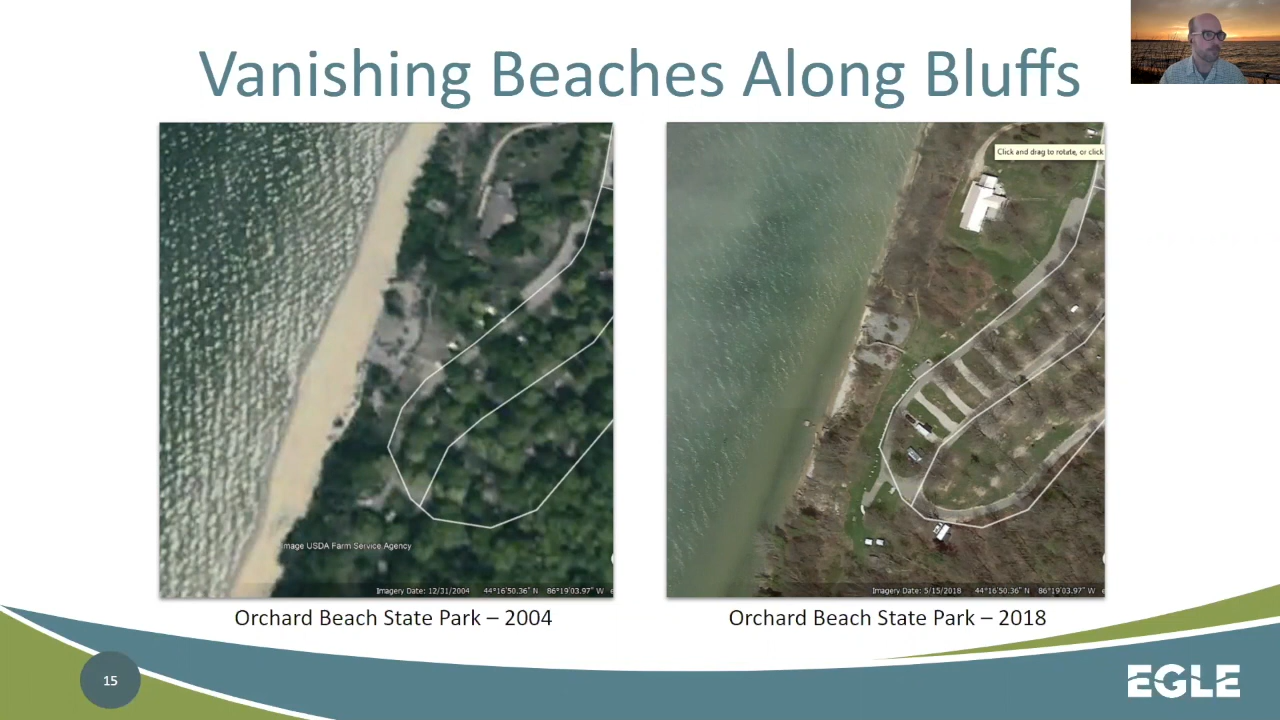 Vanishing Beaches Along Bluffs
Click and drag to rotate, or click
Image USDA Farm Service Agency
Imagery Date: 12/31/2004 44°16'50.36" N 86°19'03.97" W e
Imagery Date: 5/15/2018 44°16'50.36" N 86°19'03.97" W e
Orchard Beach State Park – 2004
Orchard Beach State Park – 2018
15
EGLE